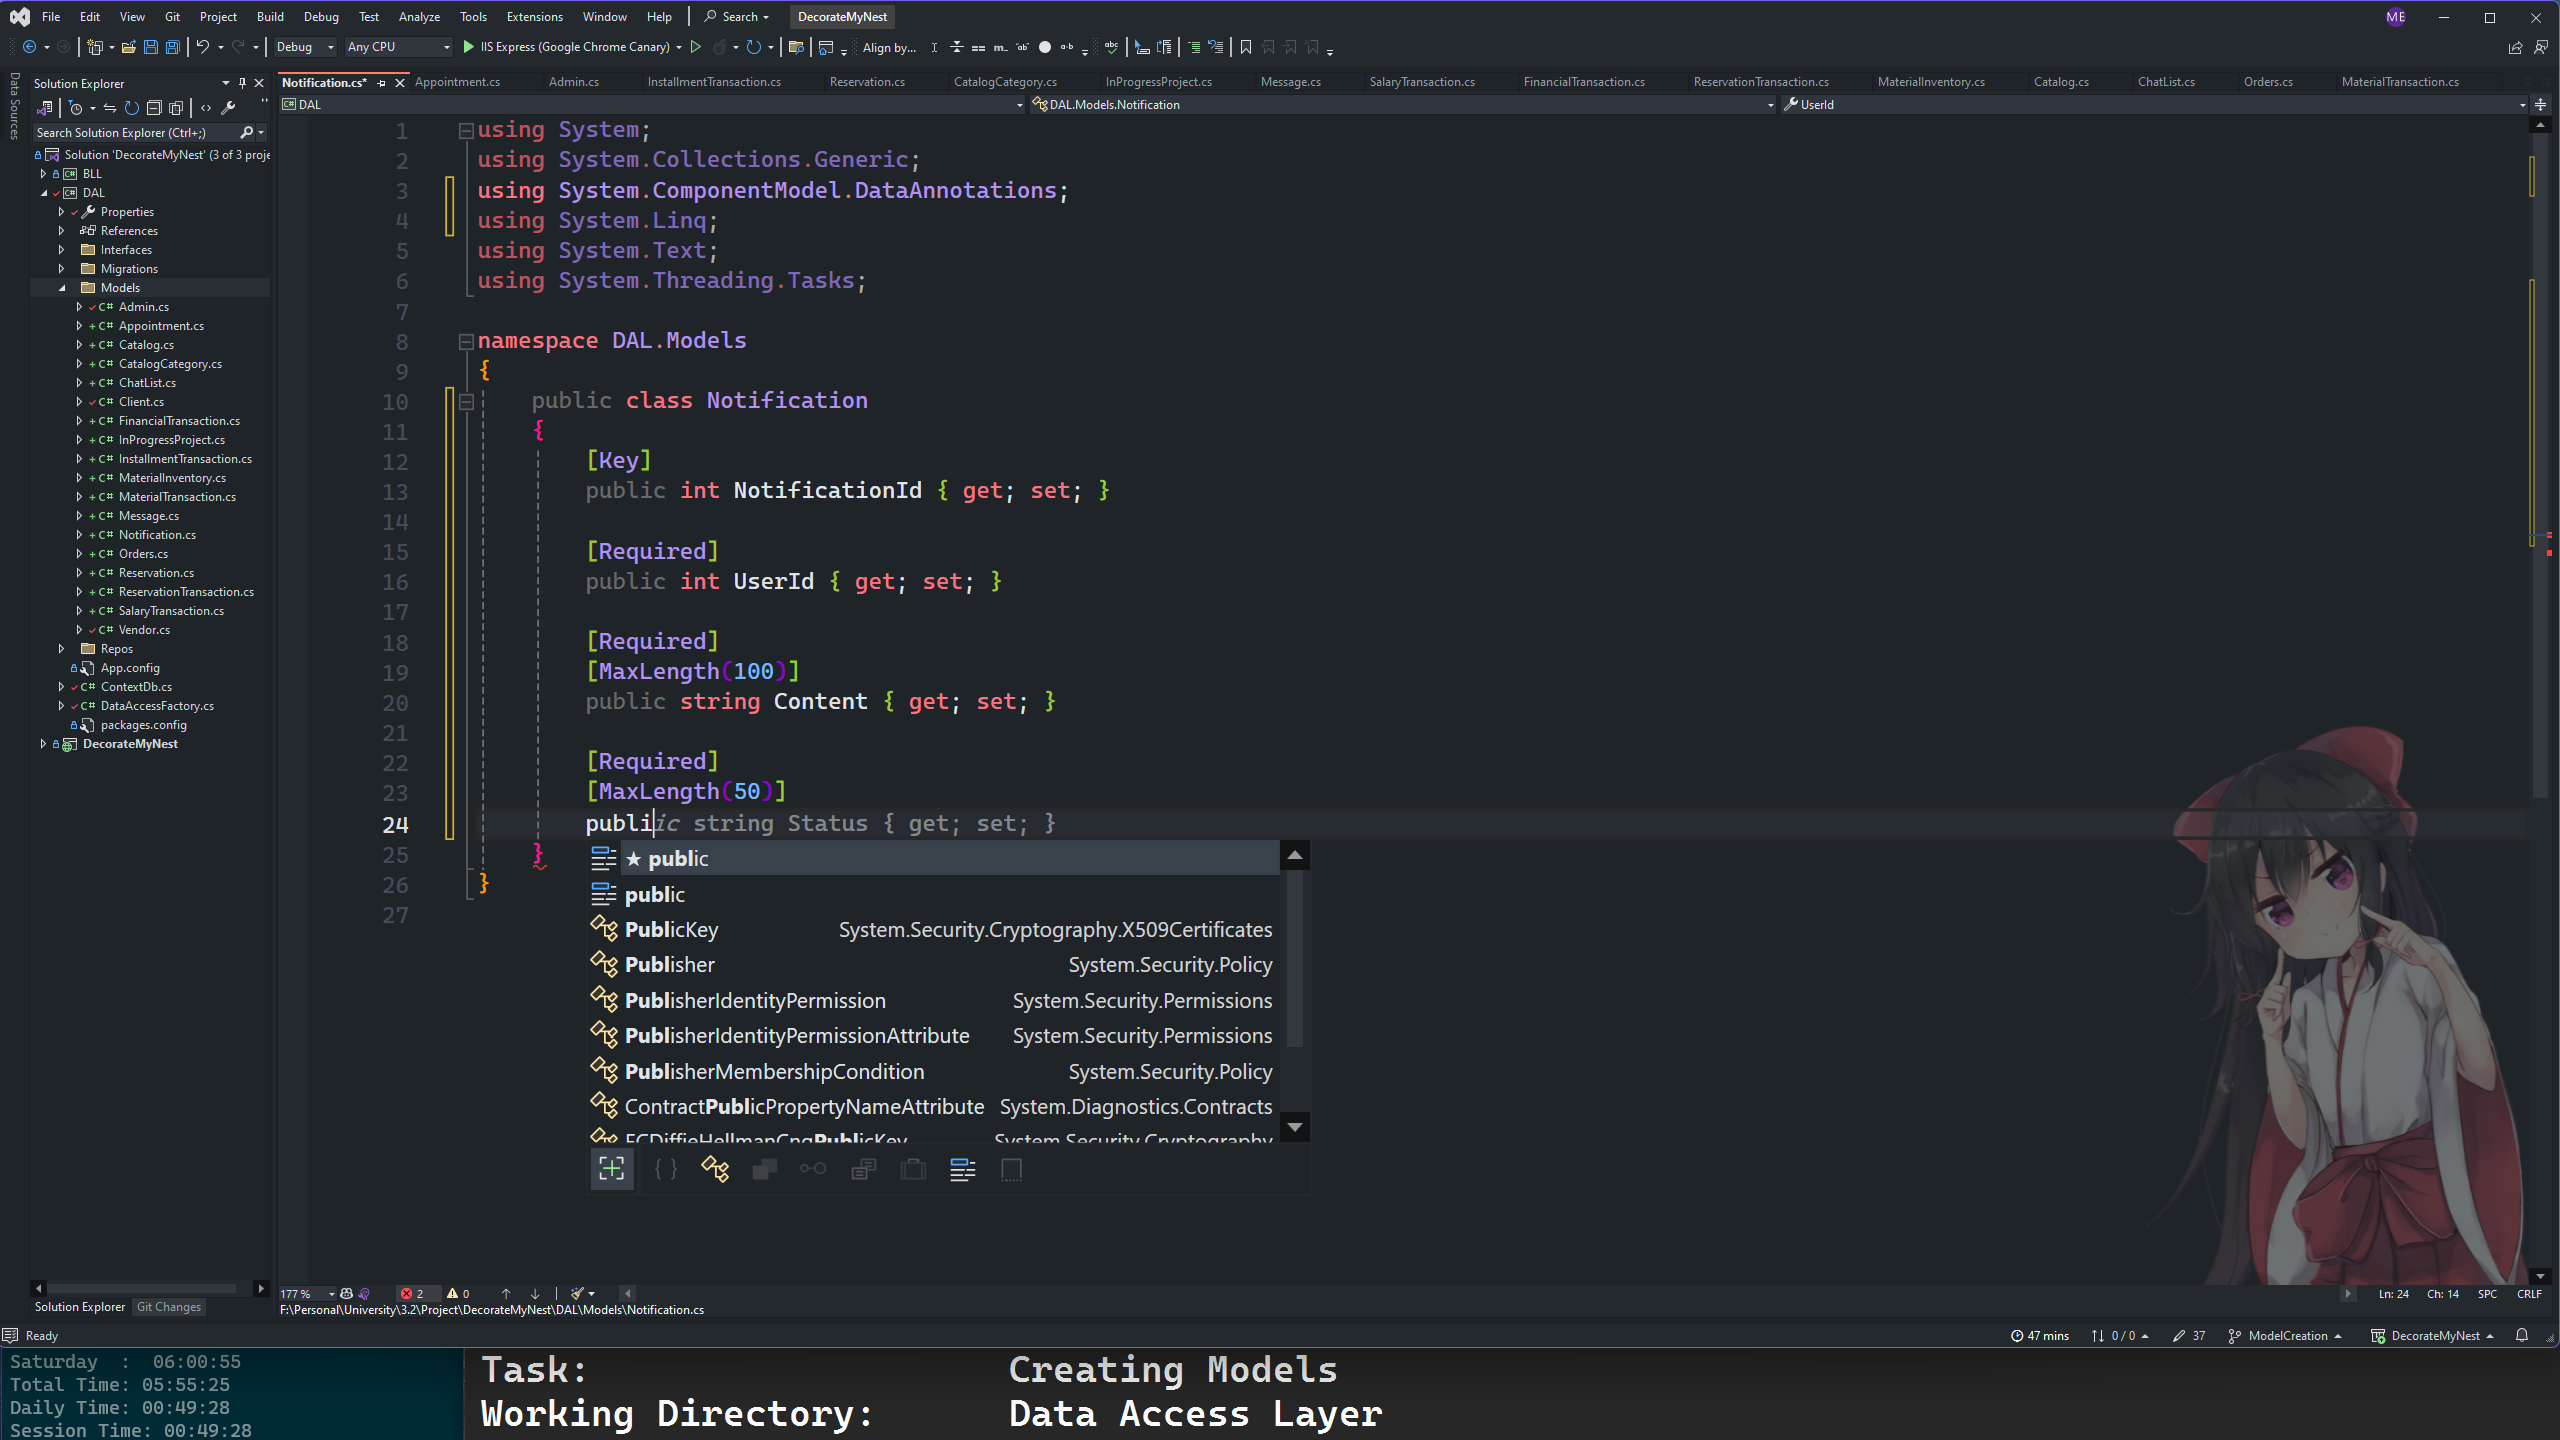 File Edit View Git Project Build Debug Test Analyze Tools Extensions Window Help Search DecorateMyNest ME
Debug Any CPU IIS Express (Google Chrome Canary) Align by...
Data Sources
Solution Explorer
Search Solution Explorer (Ctrl+;)
Solution 'DecorateMyNest' (3 of 3 proje
BLL
DAL
Properties
References
Interfaces
Migrations
Models
Admin.cs
Appointment.cs
Catalog.cs
CatalogCategory.cs
ChatList.cs
Client.cs
FinancialTransaction.cs
InProgressProject.cs
InstallmentTransaction.cs
MaterialInventory.cs
MaterialTransaction.cs
Message.cs
Notification.cs
Orders.cs
Reservation.cs
ReservationTransaction.cs
SalaryTransaction.cs
Vendor.cs
Repos
App.config
ContextDb.cs
DataAccessFactory.cs
packages.config
DecorateMyNest
Solution Explorer Git Changes
Notification.cs* Appointment.cs Admin.cs InstallmentTransaction.cs Reservation.cs CatalogCategory.cs InProgressProject.cs Message.cs SalaryTransaction.cs FinancialTransaction.cs ReservationTransaction.cs MaterialInventory.cs Catalog.cs ChatList.cs Orders.cs MaterialTransaction.cs
DAL DAL.Models.Notification UserId
1 using System;
2 using System.Collections.Generic;
3 using System.ComponentModel.DataAnnotations;
4 using System.Linq;
5 using System.Text;
6 using System.Threading.Tasks;
7
8 namespace DAL.Models
9 {
10 public class Notification
11 {
12 [Key]
13 public int NotificationId { get; set; }
14
15 [Required]
16 public int UserId { get; set; }
17
18 [Required]
19 [MaxLength(100)]
20 public string Content { get; set; }
21
22 [Required]
23 [MaxLength(50)]
24 publiic string Status { get; set; }
25 }
26 }
27
★ public
public
PublicKey System.Security.Cryptography.X509Certificates
Publisher System.Security.Policy
PublisherIdentityPermission System.Security.Permissions
PublisherIdentityPermissionAttribute System.Security.Permissions
PublisherMembershipCondition System.Security.Policy
ContractPublicPropertyNameAttribute System.Diagnostics.Contracts
ECDiffieHellmanCngPublicKey System.Security.Cryptography
177 % 2 0 Ln: 24 Ch: 14 SPC CRLF
F:\Personal\University\3.2\Project\DecorateMyNest\DAL\Models\Notification.cs
Ready 47 mins 0 / 0 37 ModelCreation DecorateMyNest
Saturday : 06:00:55
Total Time: 05:55:25
Daily Time: 00:49:28
Session Time: 00:49:28
Task: Creating Models
Working Directory: Data Access Layer